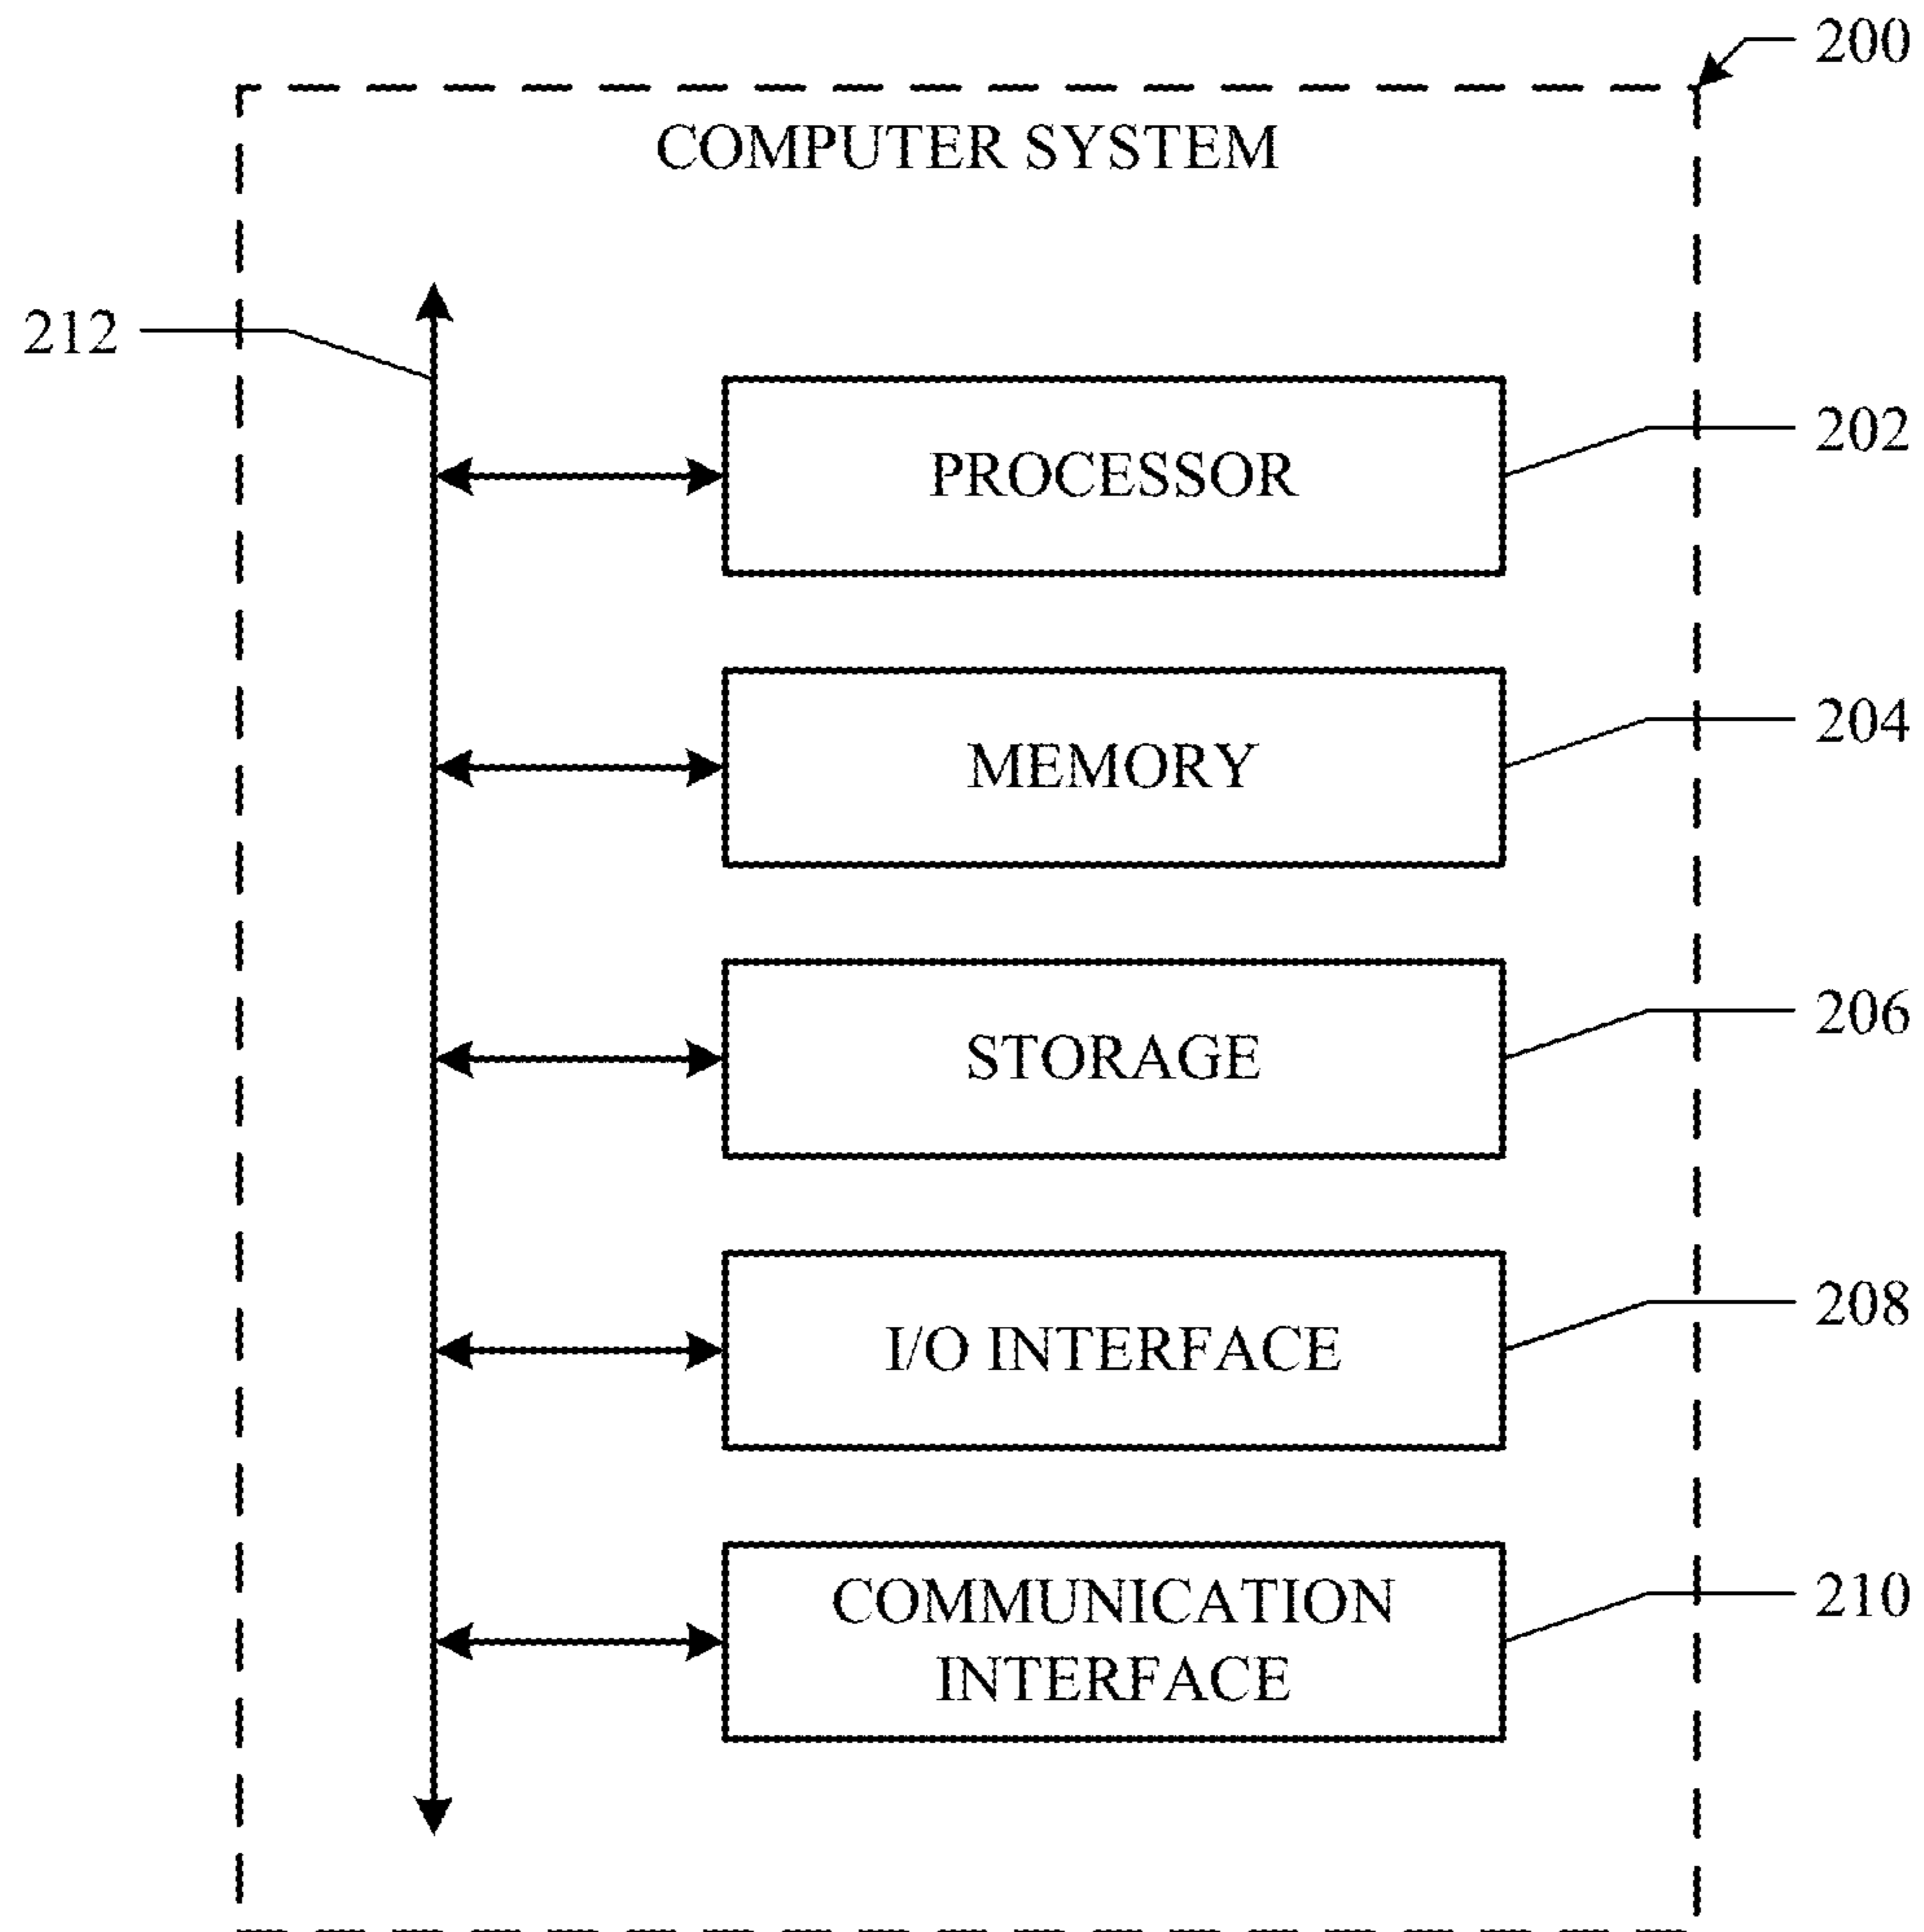 200
COMPUTER SYSTEM
212
202
PROCESSOR
204
MEMORY
206
STORAGE
208
I/O INTERFACE
210
COMMUNICATION
INTERFACE